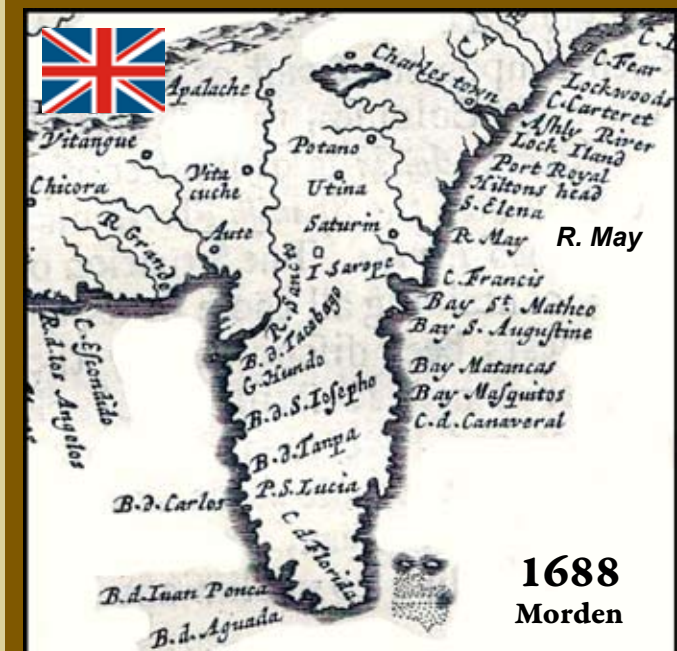 C. Fear
Lockwoods
C. Carteret
Ashly River
Lock Iland
Port Royal
Hiltons head
S. Elena
R May
R. May
C. Francis
Bay St. Matheo
Bay S. Augustine
Bay Matancas
Bay Masquitos
C. d. Canaveral
Charles town
Apalache
Vitangue
Chicora
Vita
cuche
Potano
Utina
Saturin
Aute
I Sarope
R. Grande
R. Sancto
B. d. Tacabago
G. Hundo
B. d. S. Iosepho
B. d. Tanpa
P. S. Lucia
C d. Florida
C. Escondido
R. d. los Angelos
B. d. Carlos
B. d. Iuan Ponca
B. d. Aguada
1688
Morden